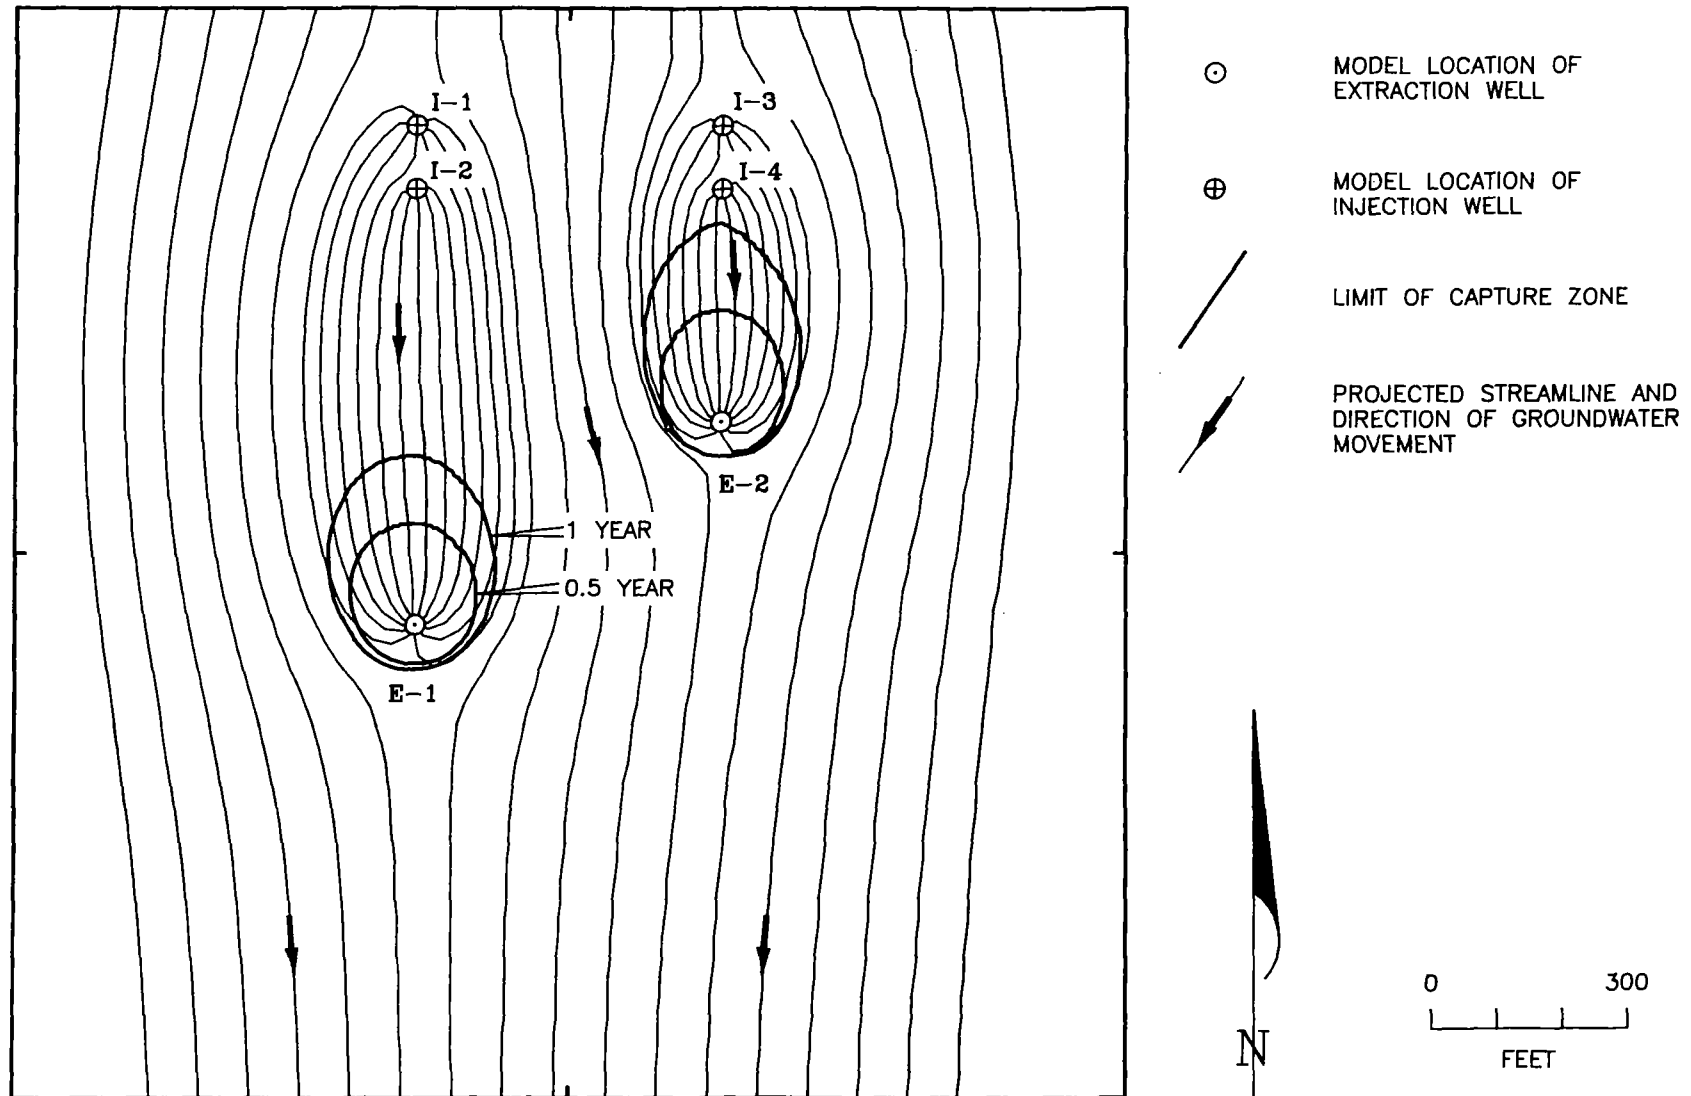 I-1
I-3
I-2
I-4
E-2
1 YEAR
0.5 YEAR
E-1
MODEL LOCATION OF
EXTRACTION WELL
MODEL LOCATION OF
INJECTION WELL
LIMIT OF CAPTURE ZONE
PROJECTED STREAMLINE AND
DIRECTION OF GROUNDWATER
MOVEMENT
N
0 300
FEET